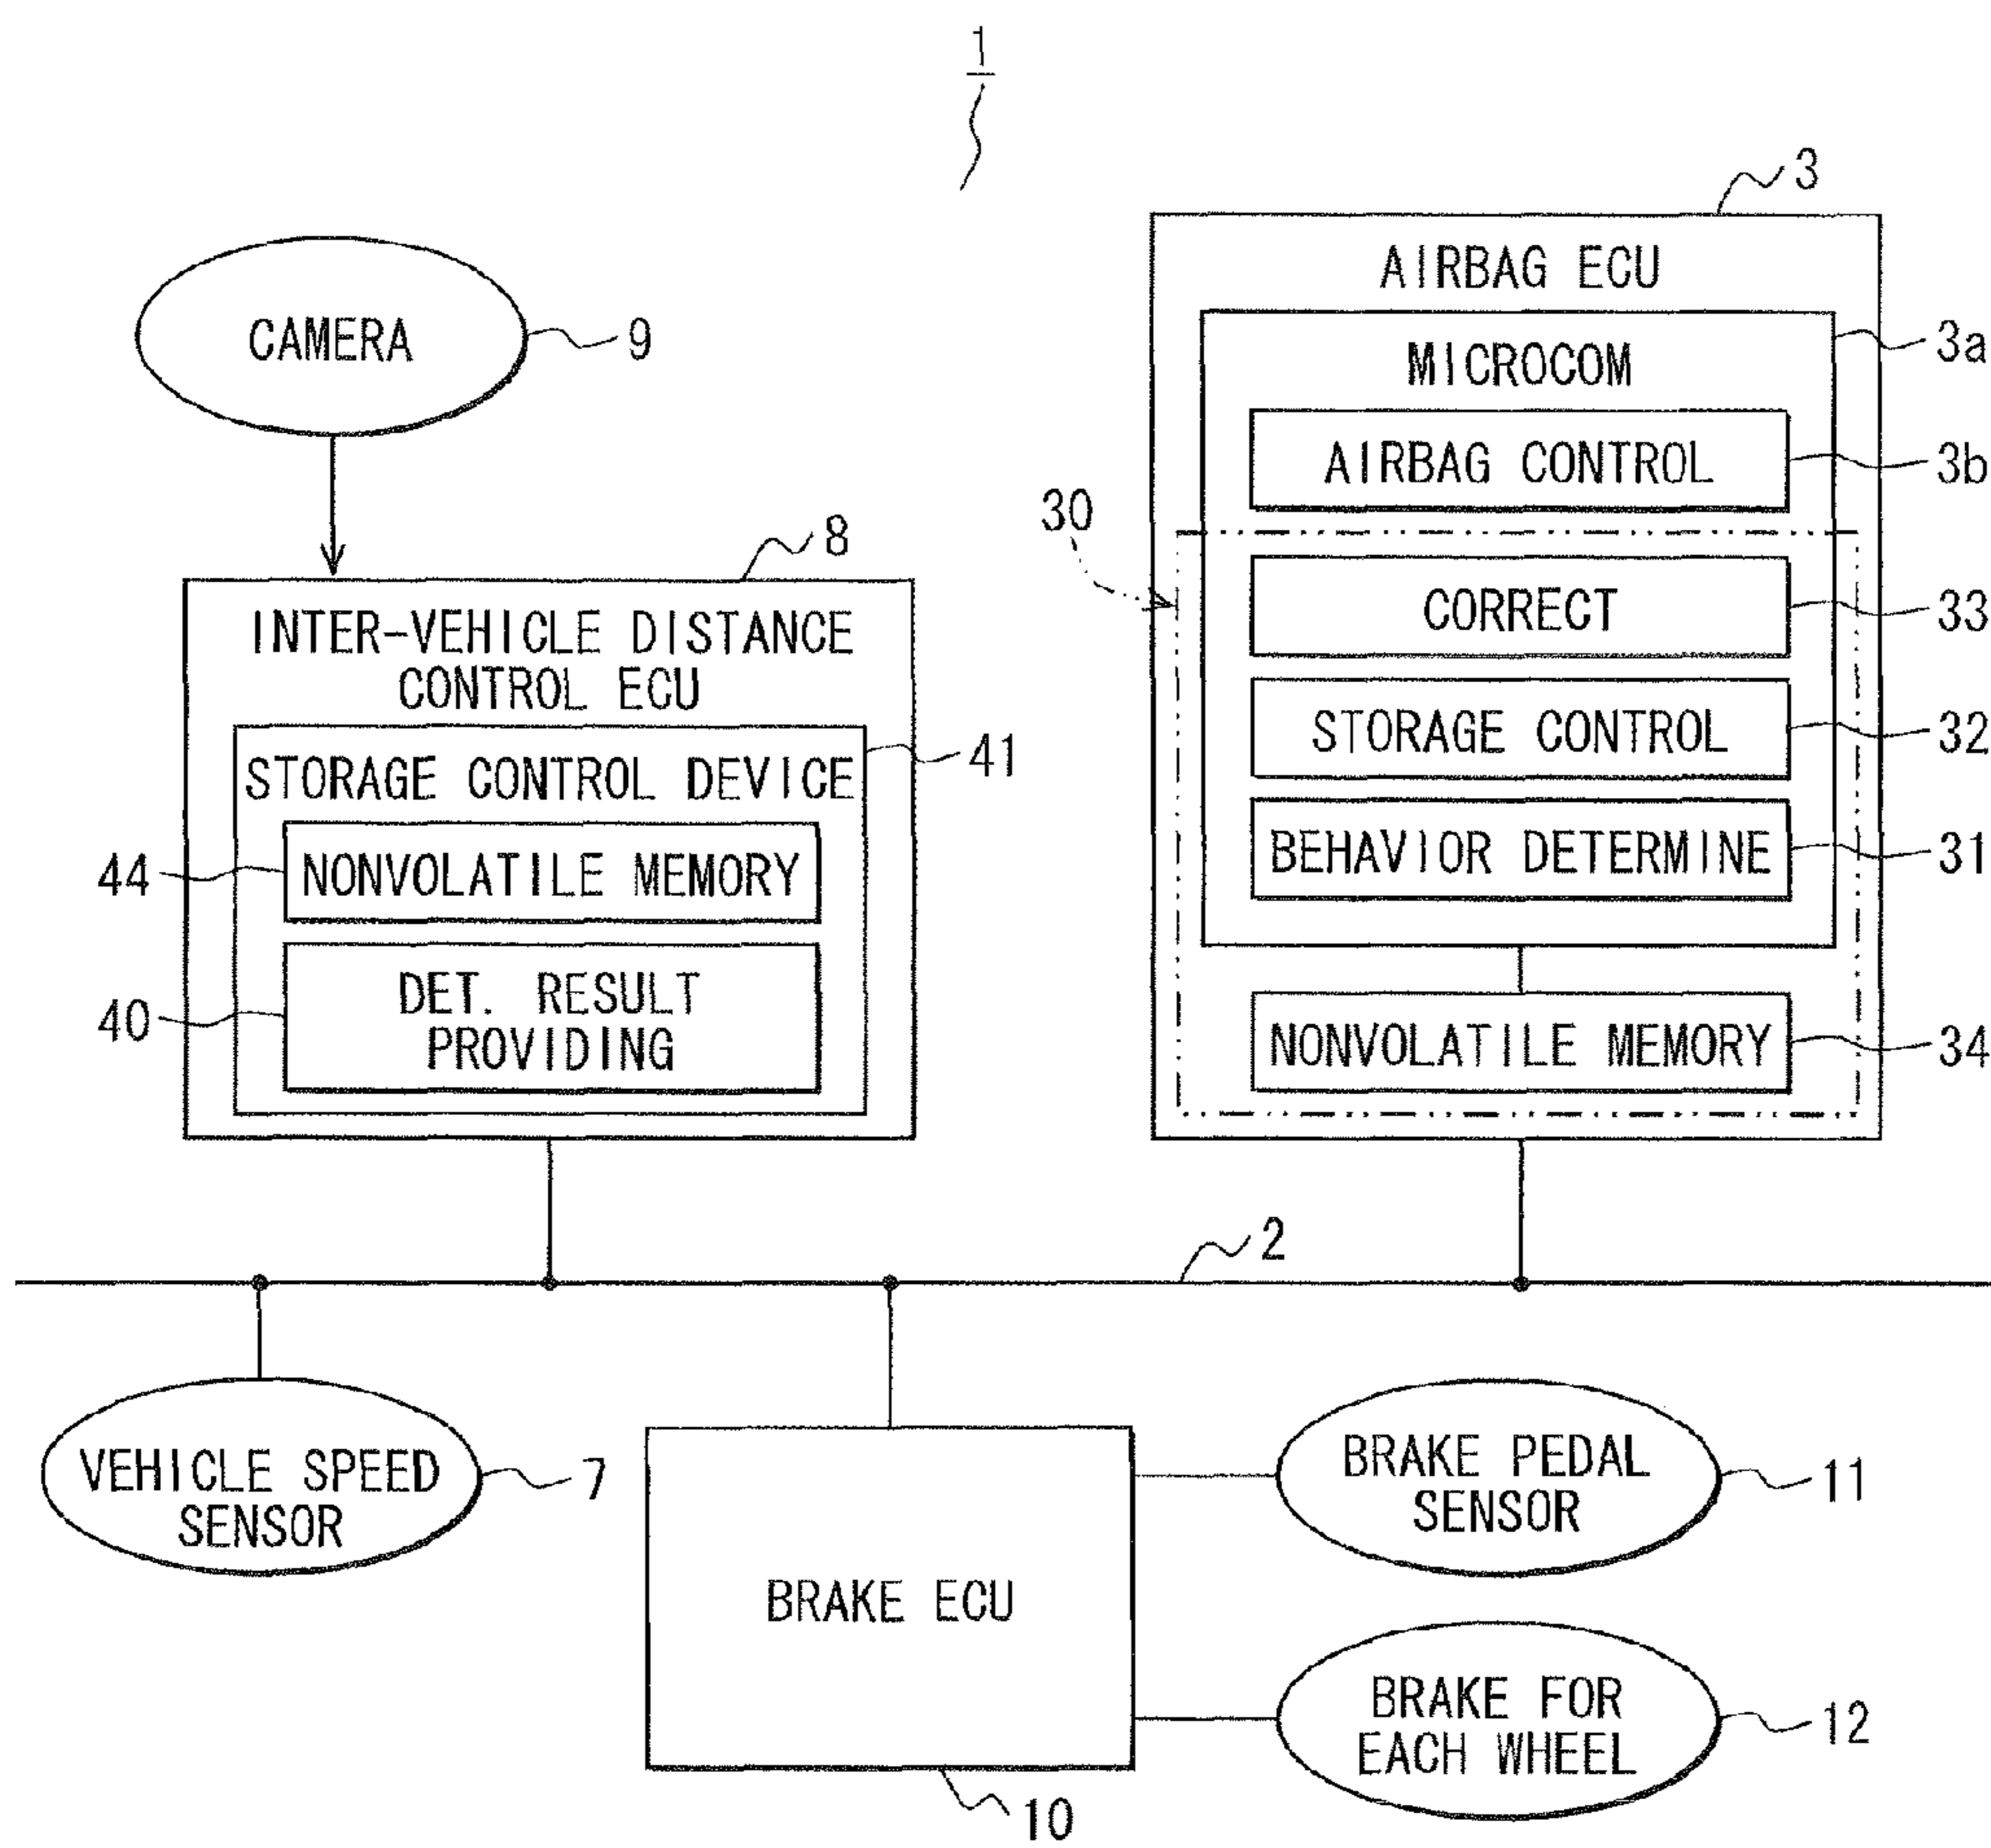 1
3
AIRBAG ECU
CAMERA
9
MICROCOM
3a
AIRBAG CONTROL
3b
30
8
CORRECT
33
INTER-VEHICLE DISTANCE
CONTROL ECU
STORAGE CONTROL
32
41
STORAGE CONTROL DEVICE
BEHAVIOR DETERMINE
31
44
NONVOLATILE MEMORY
40
DET. RESULT
PROVIDING
NONVOLATILE MEMORY
34
2
VEHICLE SPEED
SENSOR
7
BRAKE PEDAL
SENSOR
11
BRAKE ECU
BRAKE FOR
EACH WHEEL
12
10